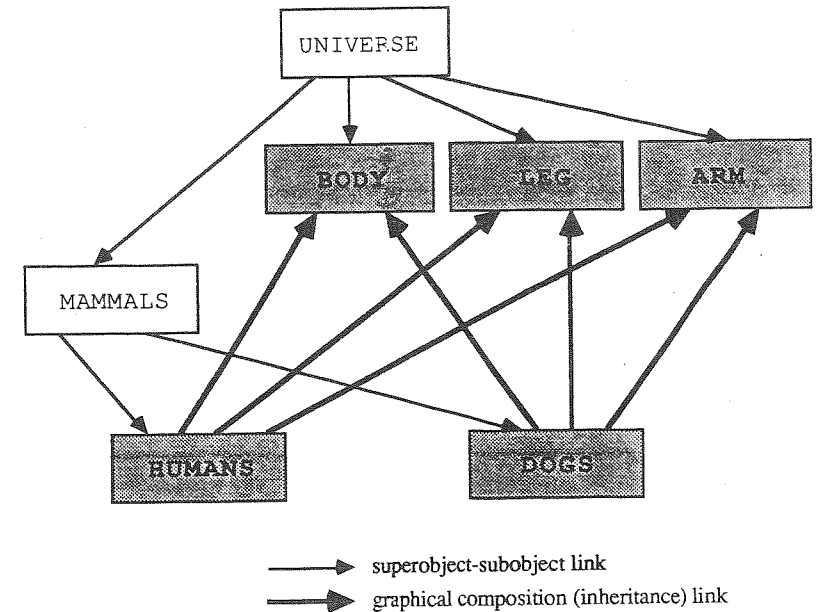 UNIVERSE
BODY
LEG
ARM
MAMMALS
HUMANS
DOGS
superobject-subobject link
graphical composition (inheritance) link